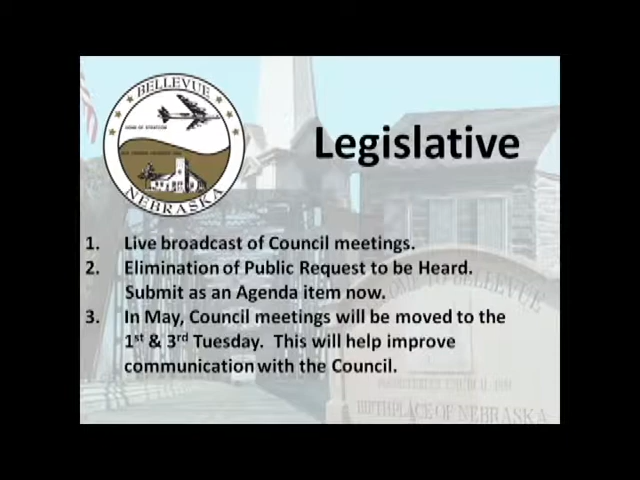 BELLEVUE
NEBRASKA
Legislative
1. Live broadcast of Council meetings.
2. Elimination of Public Request to be Heard.
Submit as an Agenda item now.
3. In May, Council meetings will be moved to the
1st & 3rd Tuesday. This will help improve
communication with the Council.
BIRTHPLACE OF NEBRASKA